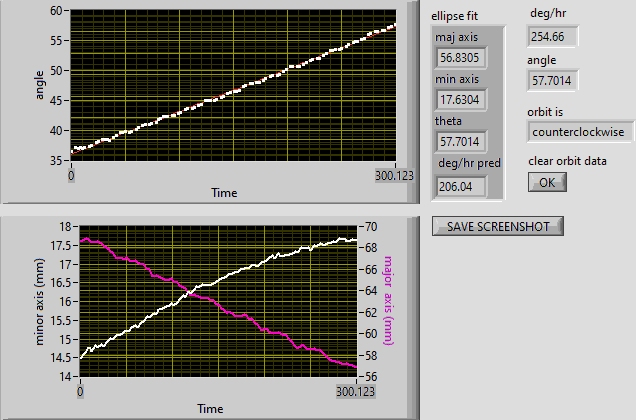 60
55
50
45
40
35
angle
0
300.123
Time
ellipse fit
maj axis
56.8305
min axis
17.6304
theta
57.7014
deg/hr pred
206.04
deg/hr
254.66
angle
57.7014
orbit is
counterclockwise
clear orbit data
OK
SAVE SCREENSHOT
18
17.5
17
16.5
16
15.5
15
14.5
14
minor axis (mm)
70
68
66
64
62
60
58
56
major axis (mm)
0
300.123
Time